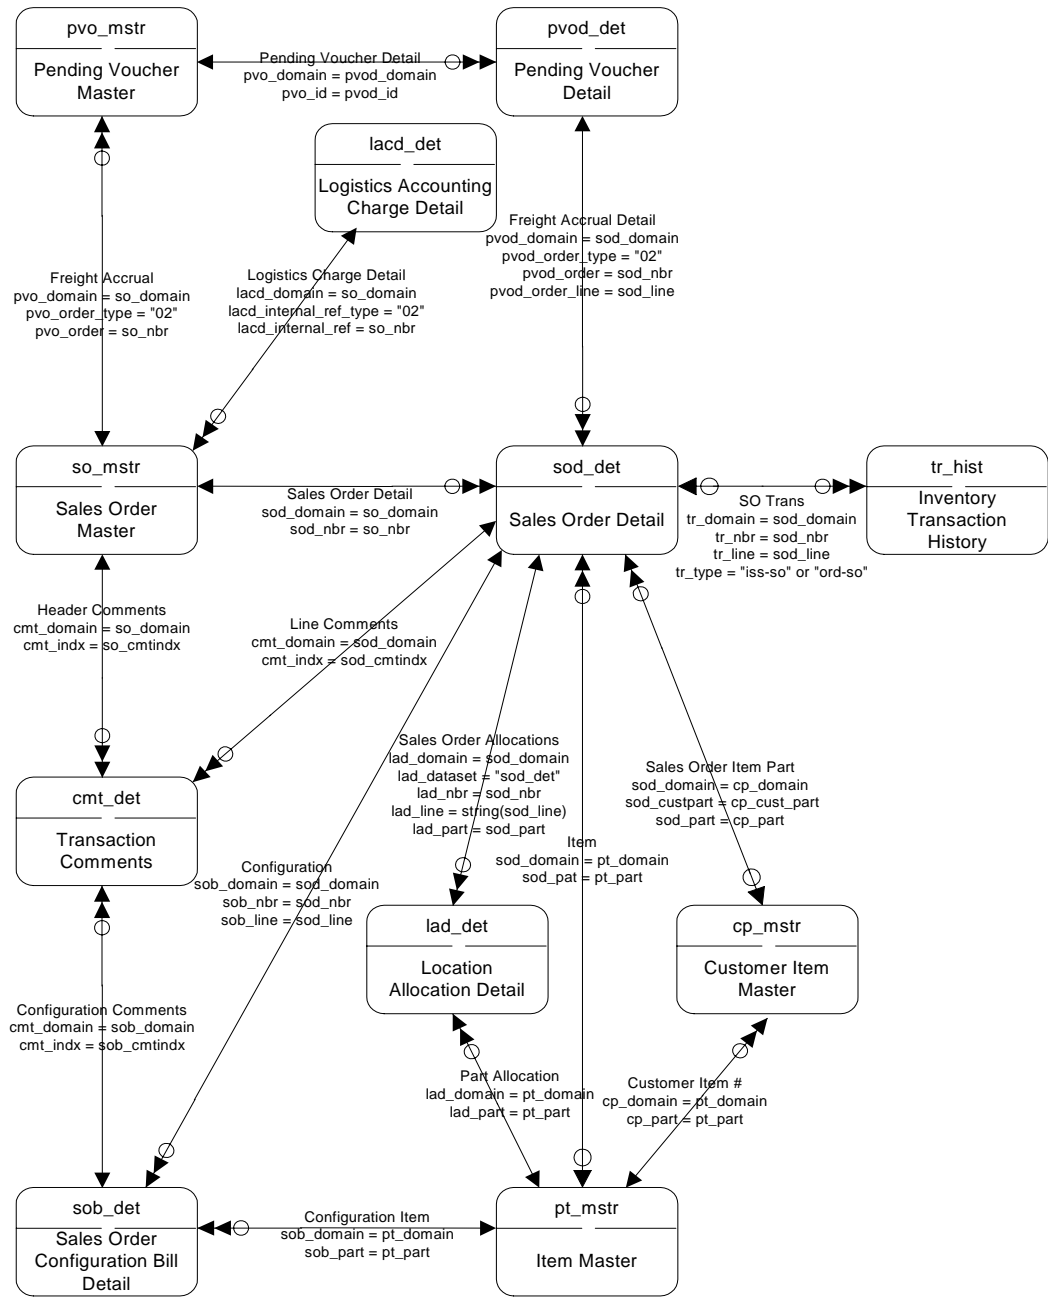 pvo_mstr
Pending Voucher
Master
Pending Voucher Detail
pvo_domain = pvod_domain
pvo_id = pvod_id
pvod_det
Pending Voucher
Detail
lacd_det
Logistics Accounting
Charge Detail
Freight Accrual
pvo_domain = so_domain
pvo_order_type = "02"
pvo_order = so_nbr
Logistics Charge Detail
lacd_domain = so_domain
lacd_internal_ref_type = "02"
lacd_internal_ref = so_nbr
Freight Accrual Detail
pvod_domain = sod_domain
pvod_order_type = "02"
pvod_order = sod_nbr
pvod_order_line = sod_line
so_mstr
Sales Order
Master
Sales Order Detail
sod_domain = so_domain
sod_nbr = so_nbr
sod_det
Sales Order Detail
SO Trans
tr_domain = sod_domain
tr_nbr = sod_nbr
tr_line = sod_line
tr_type = "iss-so" or "ord-so"
tr_hist
Inventory
Transaction
History
Header Comments
cmt_domain = so_domain
cmt_indx = so_cmtindx
Line Comments
cmt_domain = sod_domain
cmt_indx = sod_cmtindx
cmt_det
Transaction
Comments
Sales Order Allocations
lad_domain = sod_domain
lad_dataset = "sod_det"
lad_nbr = sod_nbr
lad_line = string(sod_line)
lad_part = sod_part
Sales Order Item Part
sod_domain = cp_domain
sod_custpart = cp_cust_part
sod_part = cp_part
Item
sod_domain = pt_domain
sod_pat = pt_part
Configuration
sob_domain = sod_domain
sob_nbr = sod_nbr
sob_line = sod_line
lad_det
Location
Allocation Detail
cp_mstr
Customer Item
Master
Configuration Comments
cmt_domain = sob_domain
cmt_indx = sob_cmtindx
Part Allocation
lad_domain = pt_domain
lad_part = pt_part
Customer Item #
cp_domain = pt_domain
cp_part = pt_part
sob_det
Sales Order
Configuration Bill
Detail
Configuration Item
sob_domain = pt_domain
sob_part = pt_part
pt_mstr
Item Master